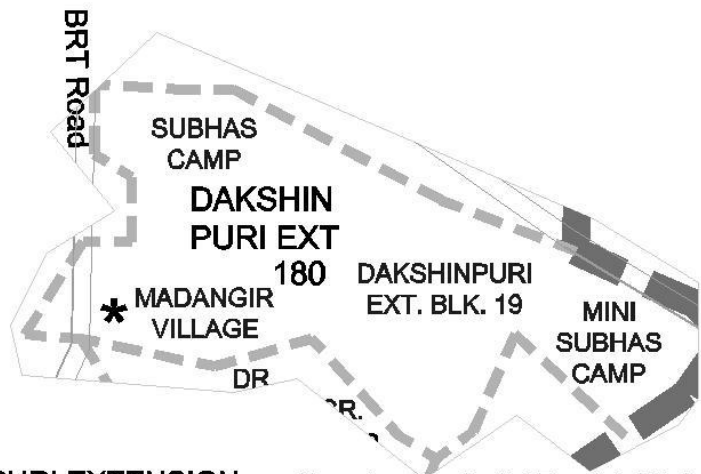 BRT Road
SUBHAS
CAMP
DAKSHIN
PURI EXT
180
*
MADANGIR
VILLAGE
DAKSHINPURI
EXT. BLK. 19
MINI
SUBHAS
CAMP
DR